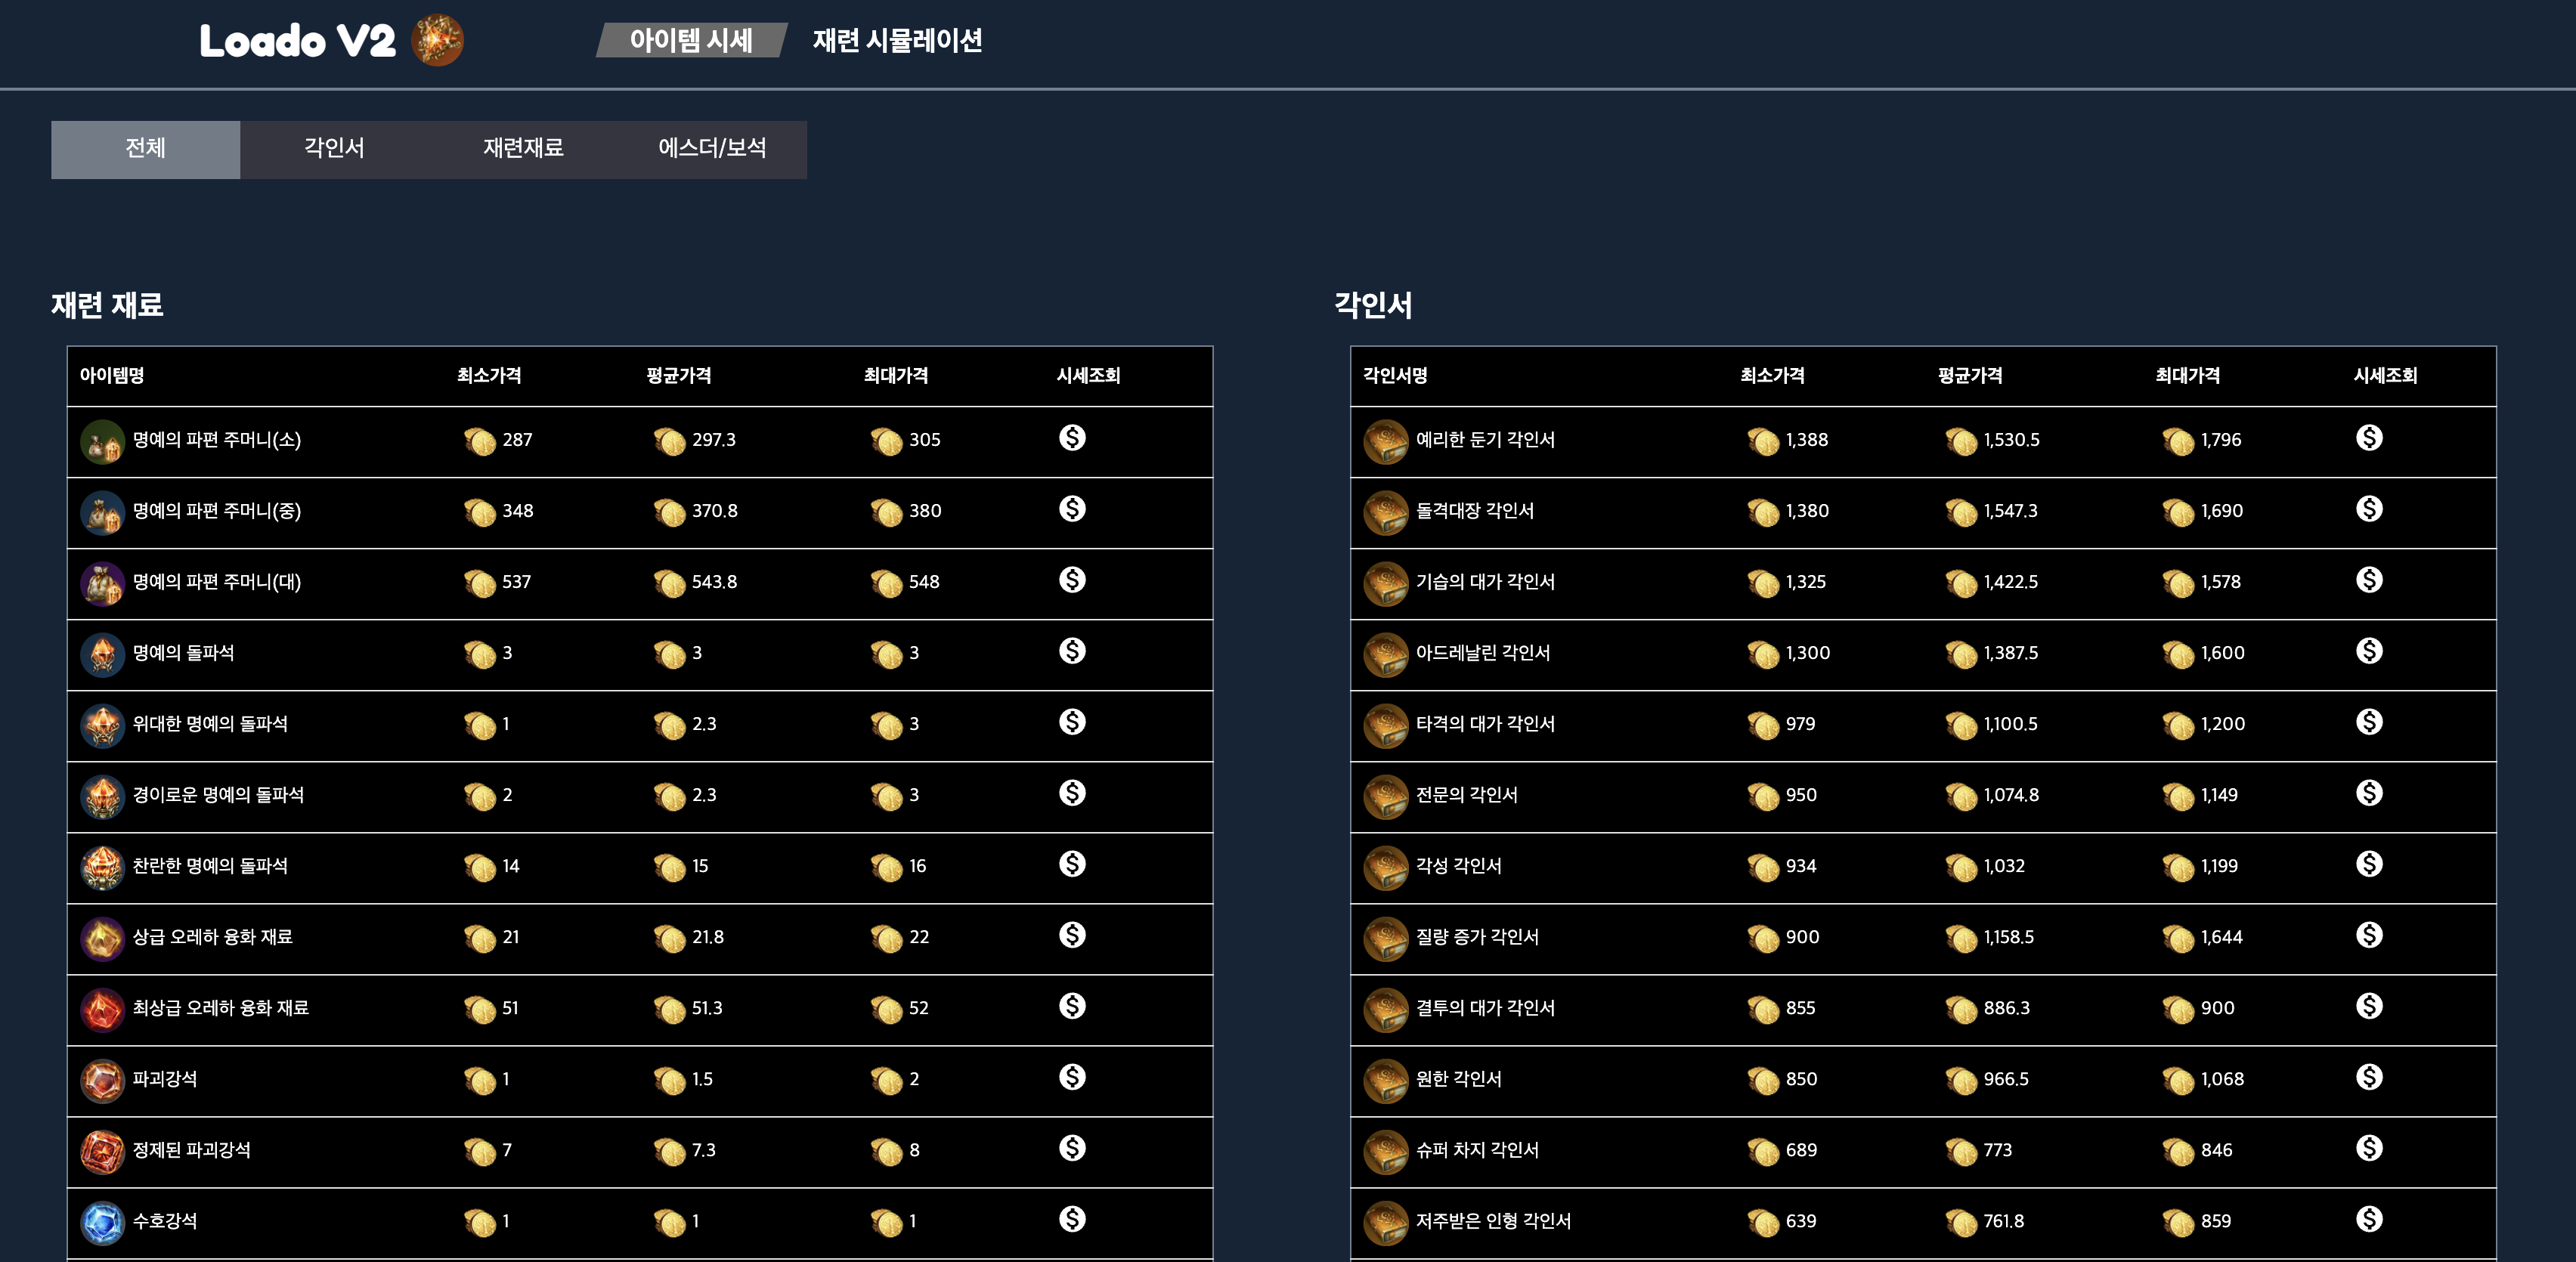 Loado V2
아이템 시세 재련 시뮬레이션
전체 각인서 재련재료 에스더/보석
재련 재료
아이템명 최소가격 평균가격 최대가격 시세조회
명예의 파편 주머니(소) 287 297.3 305
명예의 파편 주머니(중) 348 370.8 380
명예의 파편 주머니(대) 537 543.8 548
명예의 돌파석 3 3 3
위대한 명예의 돌파석 1 2.3 3
경이로운 명예의 돌파석 2 2.3 3
찬란한 명예의 돌파석 14 15 16
상급 오레하 융화 재료 21 21.8 22
최상급 오레하 융화 재료 51 51.3 52
파괴강석 1 1.5 2
정제된 파괴강석 7 7.3 8
수호강석 1 1 1
각인서
각인서명 최소가격 평균가격 최대가격 시세조회
예리한 둔기 각인서 1,388 1,530.5 1,796
돌격대장 각인서 1,380 1,547.3 1,690
기습의 대가 각인서 1,325 1,422.5 1,578
아드레날린 각인서 1,300 1,387.5 1,600
타격의 대가 각인서 979 1,100.5 1,200
전문의 각인서 950 1,074.8 1,149
각성 각인서 934 1,032 1,199
질량 증가 각인서 900 1,158.5 1,644
결투의 대가 각인서 855 886.3 900
원한 각인서 850 966.5 1,068
슈퍼 차지 각인서 689 773 846
저주받은 인형 각인서 639 761.8 859